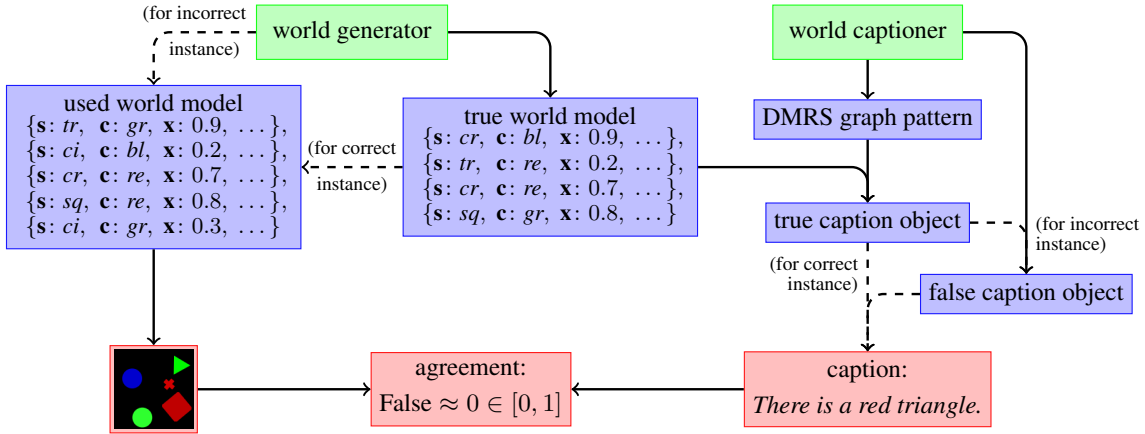 (for incorrect
instance)
world generator
world captioner
used world model
{s: tr, c: gr, x: 0.9, ...},
{s: ci, c: bl, x: 0.2, ...},
{s: cr, c: re, x: 0.7, ...},
{s: sq, c: re, x: 0.8, ...},
{s: ci, c: gr, x: 0.3, ...}
(for correct
instance)
true world model
{s: cr, c: bl, x: 0.9, ...},
{s: tr, c: re, x: 0.2, ...},
{s: cr, c: re, x: 0.7, ...},
{s: sq, c: gr, x: 0.8, ...}
DMRS graph pattern
true caption object
(for incorrect
instance)
(for correct
instance)
false caption object
agreement:
False ≈ 0 ∈ [0, 1]
caption:
There is a red triangle.